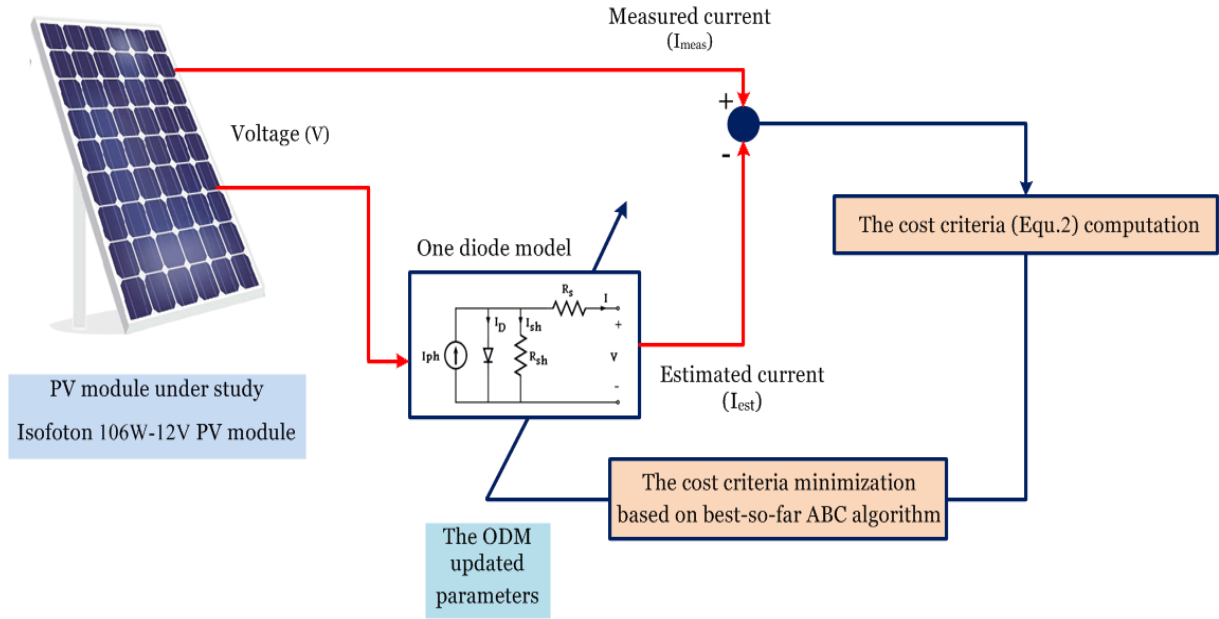 Measured current
(Imeas)
+
-
Voltage (V)
The cost criteria (Equ.2) computation
One diode model
Rs
I
ID
Ish
+
Iph
Rsh
V
-
Estimated current
(Iest)
PV module under study
Isofoton 106W-12V PV module
The cost criteria minimization
based on best-so-far ABC algorithm
The ODM
updated
parameters